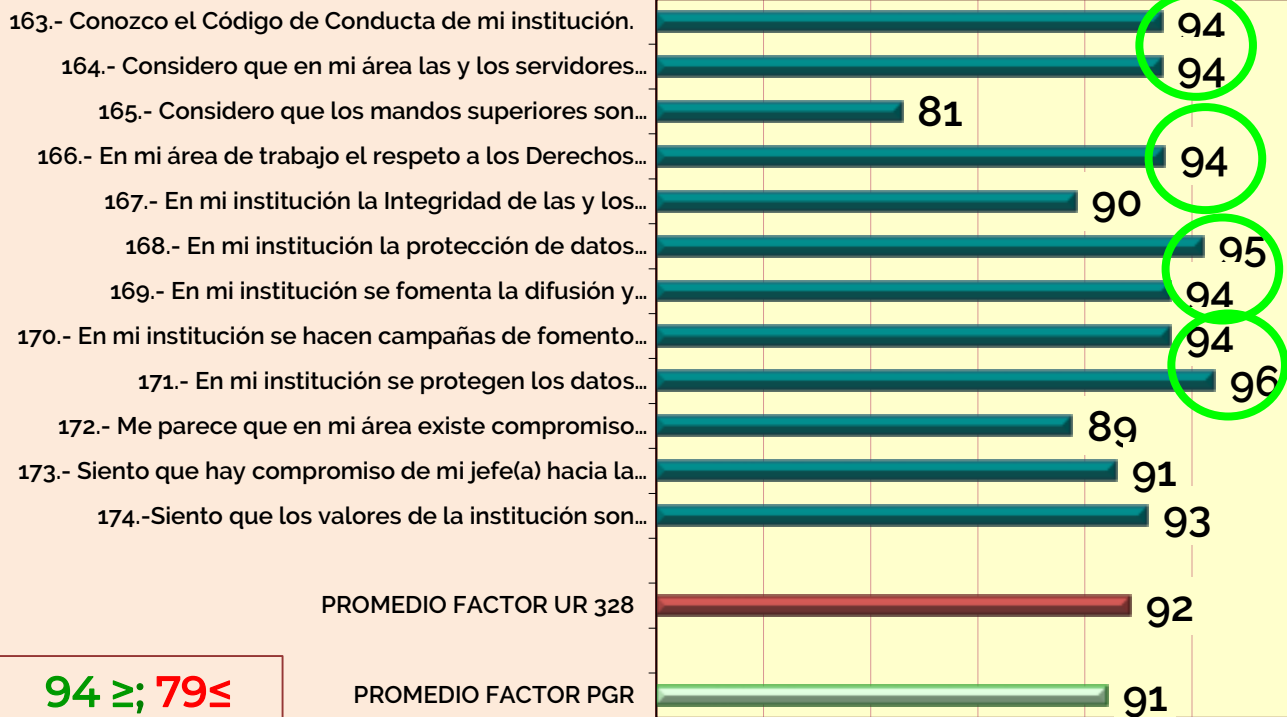 163.- Conozco el Código de Conducta de mi institución. 94
164.- Considero que en mi área las y los servidores... 94
165.- Considero que los mandos superiores son... 81
166.- En mi área de trabajo el respeto a los Derechos... 94
167.- En mi institución la Integridad de las y los... 90
168.- En mi institución la protección de datos... 95
169.- En mi institución se fomenta la difusión y... 94
170.- En mi institución se hacen campañas de fomento... 94
171.- En mi institución se protegen los datos... 96
172.- Me parece que en mi área existe compromiso... 89
173.- Siento que hay compromiso de mi jefe(a) hacia la... 91
174.-Siento que los valores de la institución son... 93
PROMEDIO FACTOR UR 328 92
94 ≥; 79≤ PROMEDIO FACTOR PGR 91